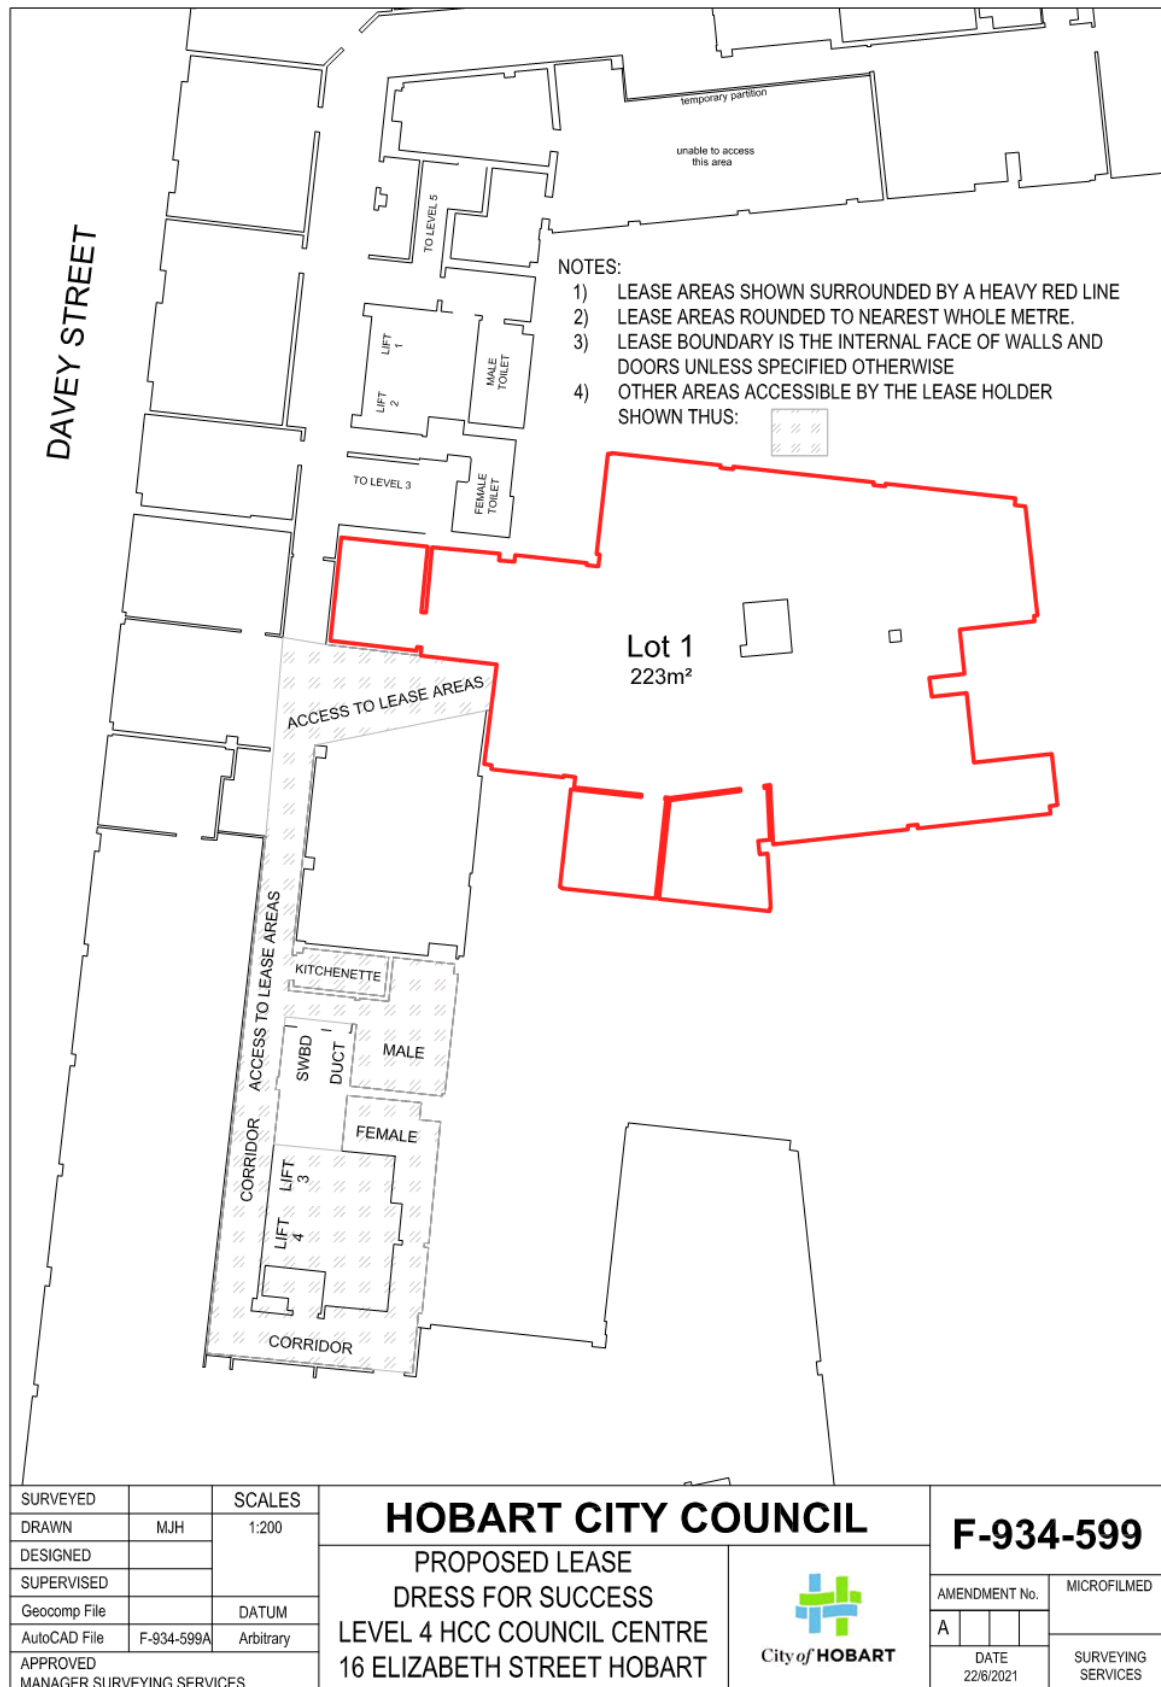 temporary partition
unable to access
this area
DAVEY STREET
TO LEVEL 5
NOTES:
1) LEASE AREAS SHOWN SURROUNDED BY A HEAVY RED LINE
2) LEASE AREAS ROUNDED TO NEAREST WHOLE METRE.
3) LEASE BOUNDARY IS THE INTERNAL FACE OF WALLS AND
DOORS UNLESS SPECIFIED OTHERWISE
4) OTHER AREAS ACCESSIBLE BY THE LEASE HOLDER
SHOWN THUS:
LIFT
1
LIFT
2
MALE
TOILET
TO LEVEL 3
FEMALE
TOILET
Lot 1
223m²
ACCESS TO LEASE AREAS
ACCESS TO LEASE AREAS
KITCHENETTE
SWBD
DUCT
MALE
FEMALE
CORRIDOR
LIFT
3
LIFT
4
CORRIDOR
SURVEYED
SCALES
DRAWN
MJH
1:200
DESIGNED
SUPERVISED
Geocomp File
DATUM
AutoCAD File
F-934-599A
Arbitrary
APPROVED
MANAGER SURVEYING SERVICES
HOBART CITY COUNCIL
PROPOSED LEASE
DRESS FOR SUCCESS
LEVEL 4 HCC COUNCIL CENTRE
16 ELIZABETH STREET HOBART
City of HOBART
F-934-599
AMENDMENT No.
MICROFILMED
A
DATE
22/6/2021
SURVEYING
SERVICES